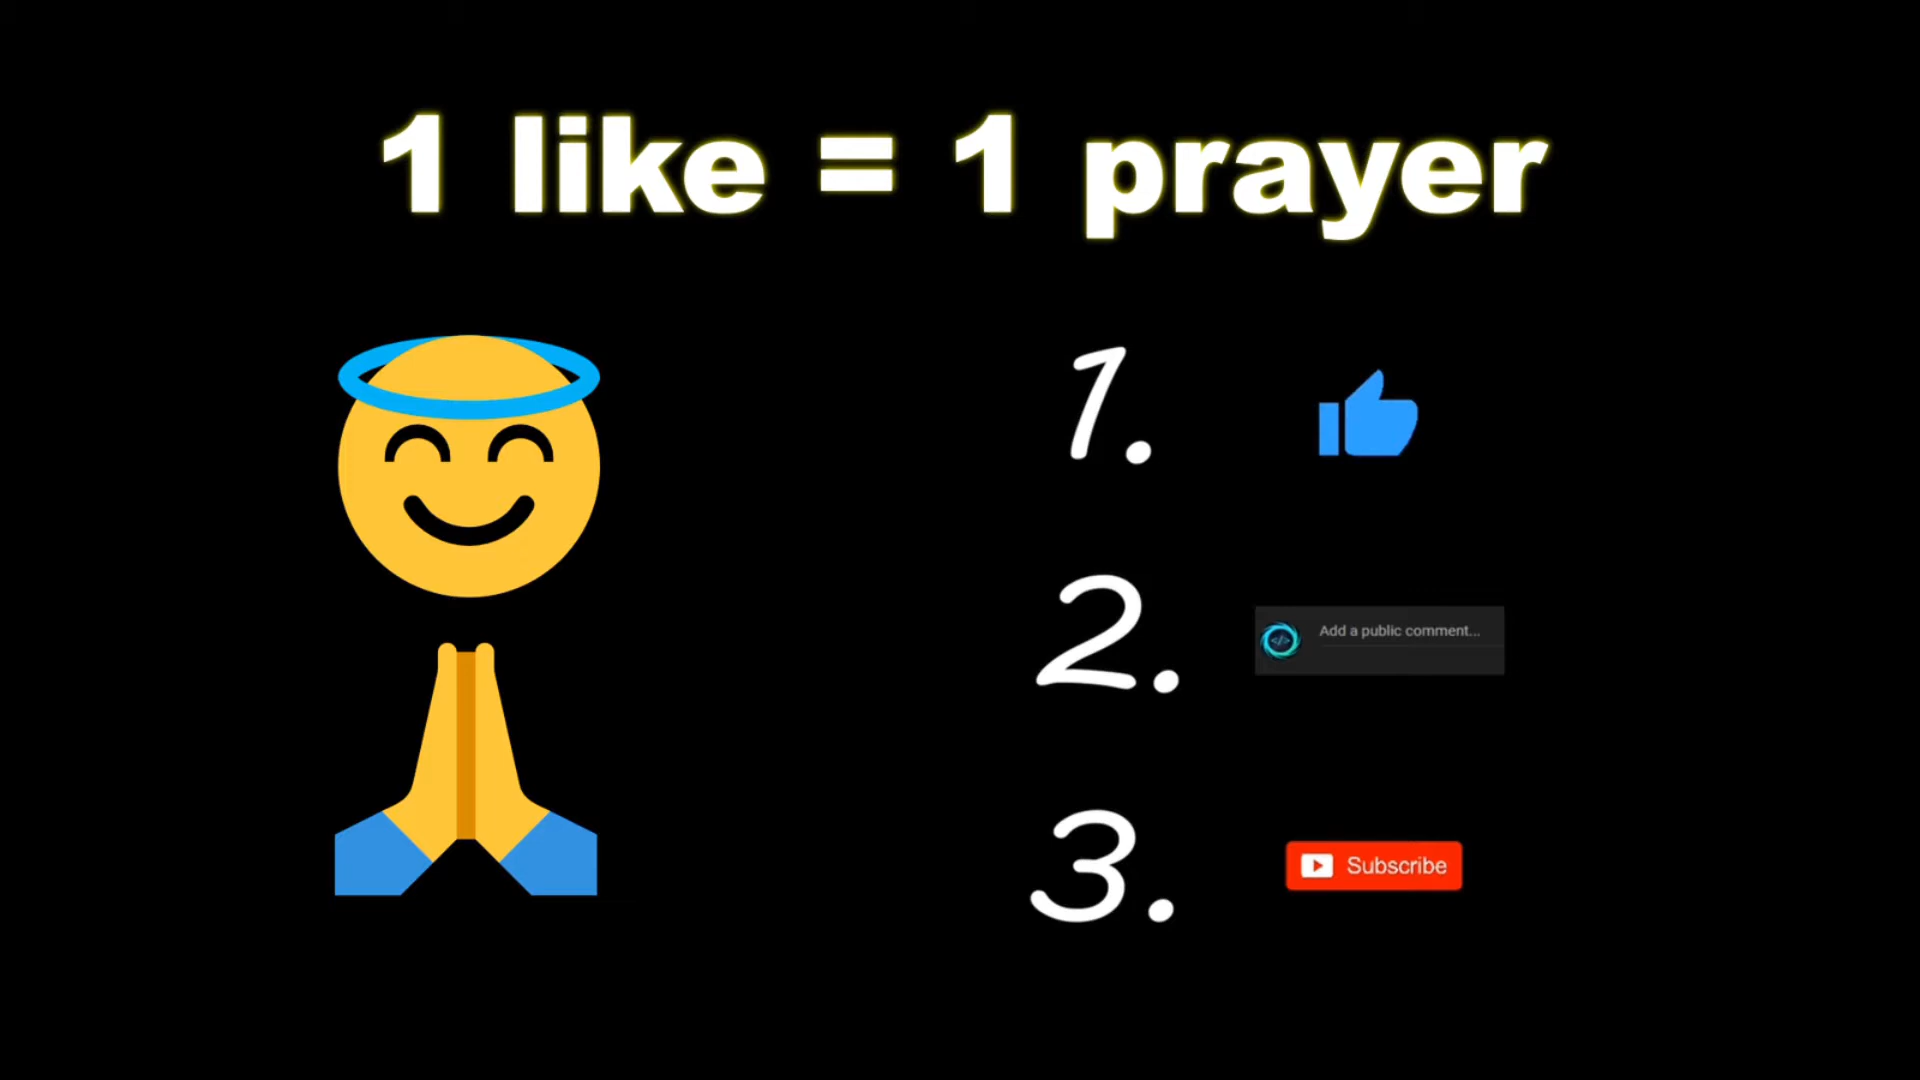 1 like = 1 prayer
1.
2. Add a public comment...
3. Subscribe